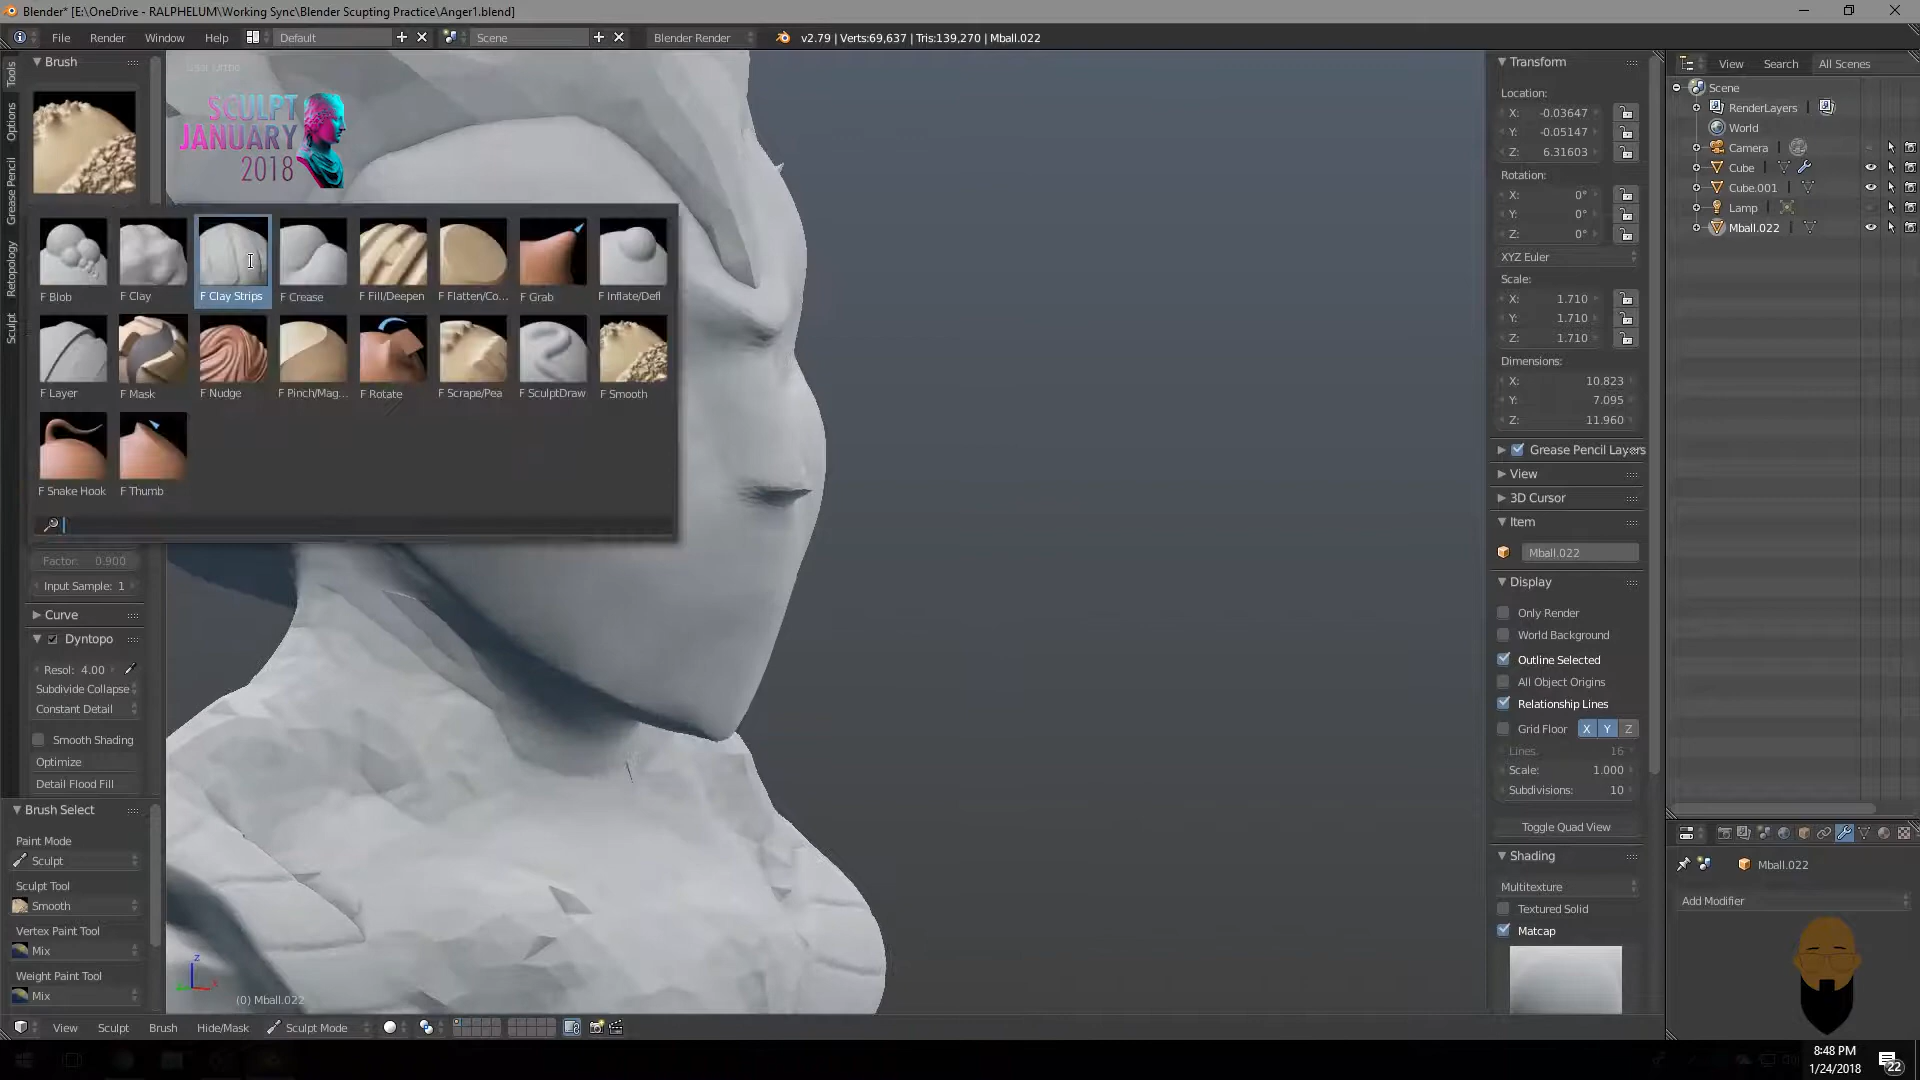 Blender* [E:\OneDrive - RALPHELUM\Working Sync\Blender Scupting Practice\Anger1.blend]
File Render Window Help Default Scene Blender Render v2.79 | Verts:69,637 | Tris:139,270 | Mball.022
Tools
Options
Grease Pencil
Retopology
Sculpt
Brush
User Ortho
SCULPT
JANUARY
2018
F Blob F Clay F Clay Strips F Crease F Fill/Deepen F Flatten/Co... F Grab F Inflate/Defl
F Layer F Mask F Nudge F Pinch/Mag... F Rotate F Scrape/Pea F SculptDraw F Smooth
F Snake Hook F Thumb
Factor: 0.900
Input Sample: 1
Curve
Dyntopo
Resol: 4.00
Subdivide Collapse
Constant Detail
Smooth Shading
Optimize
Detail Flood Fill
Brush Select
Paint Mode
Sculpt
Sculpt Tool
Smooth
Vertex Paint Tool
Mix
Weight Paint Tool
Mix
z
(0) Mball.022
View Sculpt Brush Hide/Mask Sculpt Mode
Transform
Location:
X: -0.03647
Y: -0.05147
Z: 6.31603
Rotation:
X: 0°
Y: 0°
Z: 0°
XYZ Euler
Scale:
X: 1.710
Y: 1.710
Z: 1.710
Dimensions:
X: 10.823
Y: 7.095
Z: 11.960
Grease Pencil Layers
View
3D Cursor
Item
Mball.022
Display
Only Render
World Background
Outline Selected
All Object Origins
Relationship Lines
Grid Floor X Y Z
Lines: 16
Scale: 1.000
Subdivisions: 10
Toggle Quad View
Shading
Multitexture
Textured Solid
Matcap
View Search All Scenes
Scene
RenderLayers
World
Camera
Cube
Cube.001
Lamp
Mball.022
Mball.022
Add Modifier
8:48 PM
1/24/2018
22